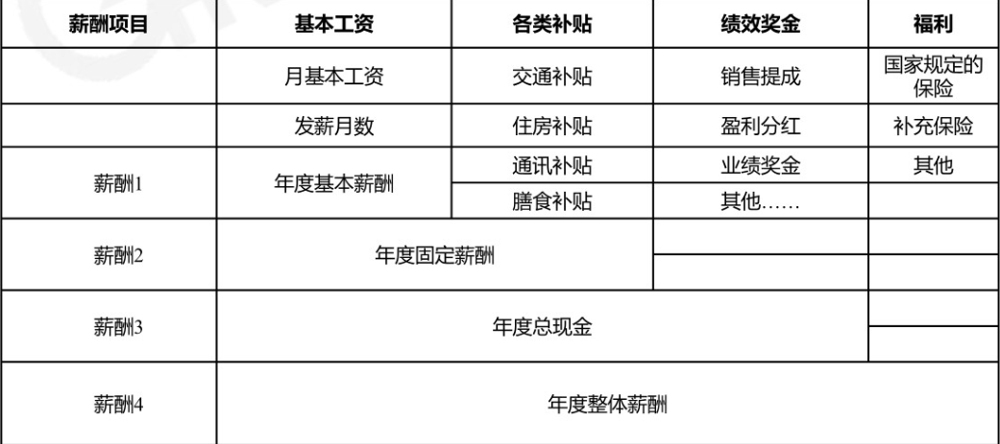 薪酬项目 基本工资 各类补贴 绩效奖金 福利
月基本工资 交通补贴 销售提成 国家规定的
保险
发薪月数 住房补贴 盈利分红 补充保险
薪酬1 年度基本薪酬 通讯补贴 业绩奖金 其他
膳食补贴 其他……
薪酬2 年度固定薪酬
薪酬3 年度总现金
薪酬4 年度整体薪酬